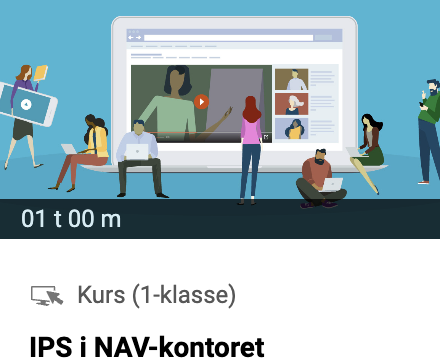 01 t 00 m
Kurs (1-klasse)
IPS i NAV-kontoret